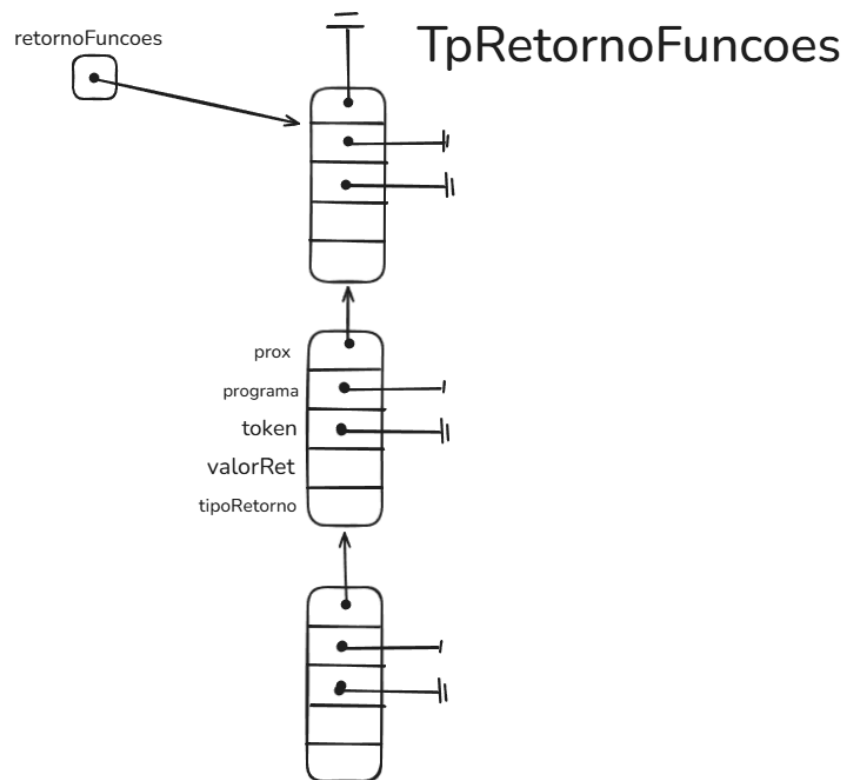 retornoFuncoes
TpRetornoFuncoes
prox
programa
token
valorRet
tipoRetorno